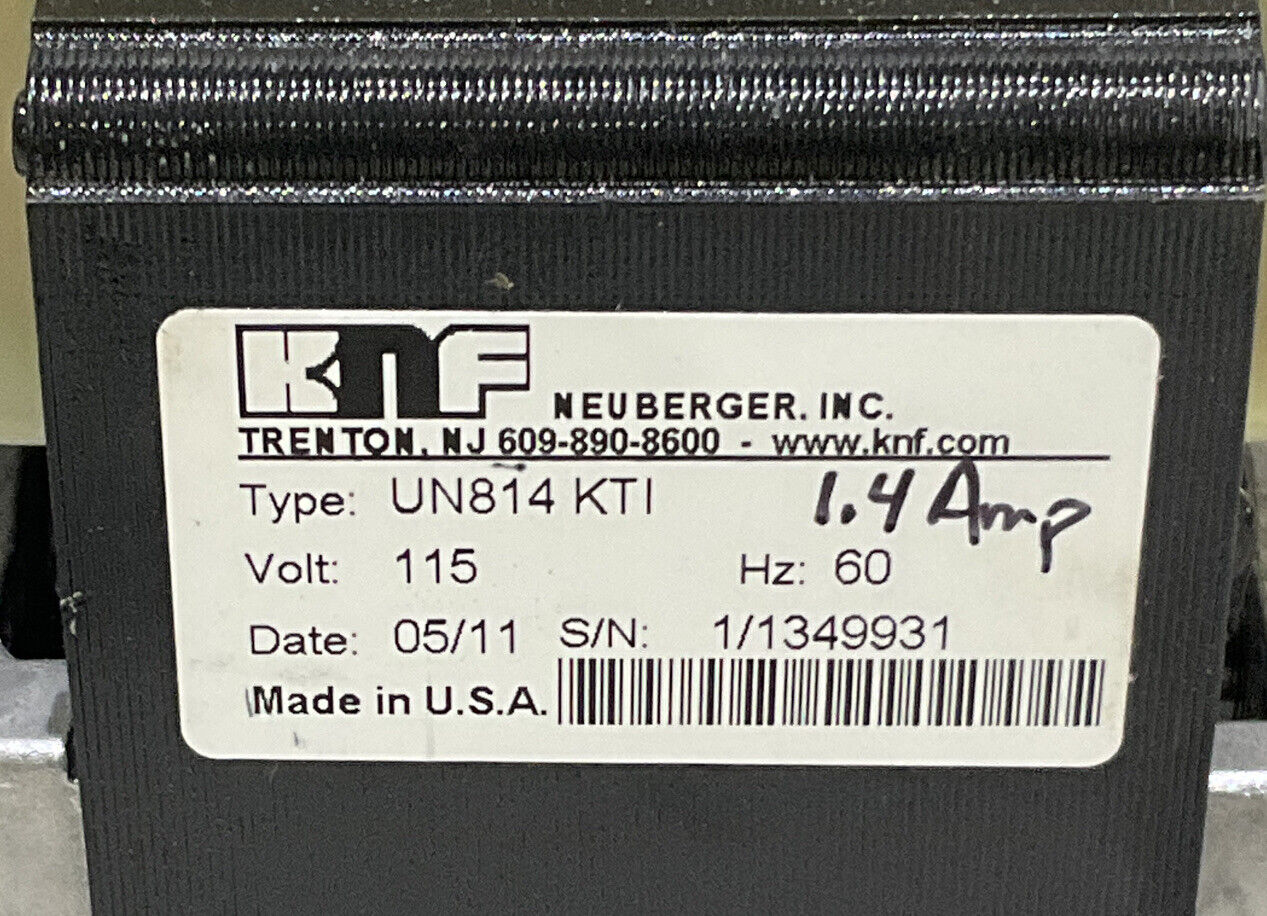 KNF NEUBERGER, INC.
TRENTON, NJ 609-890-8600 - www.knf.com
Type: UN814 KTI 1.4 Amp
Volt: 115 Hz: 60
Date: 05/11 S/N: 1/1349931
Made in U.S.A.